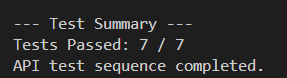 --- Test Summary ---
Tests Passed: 7 / 7
API test sequence completed.